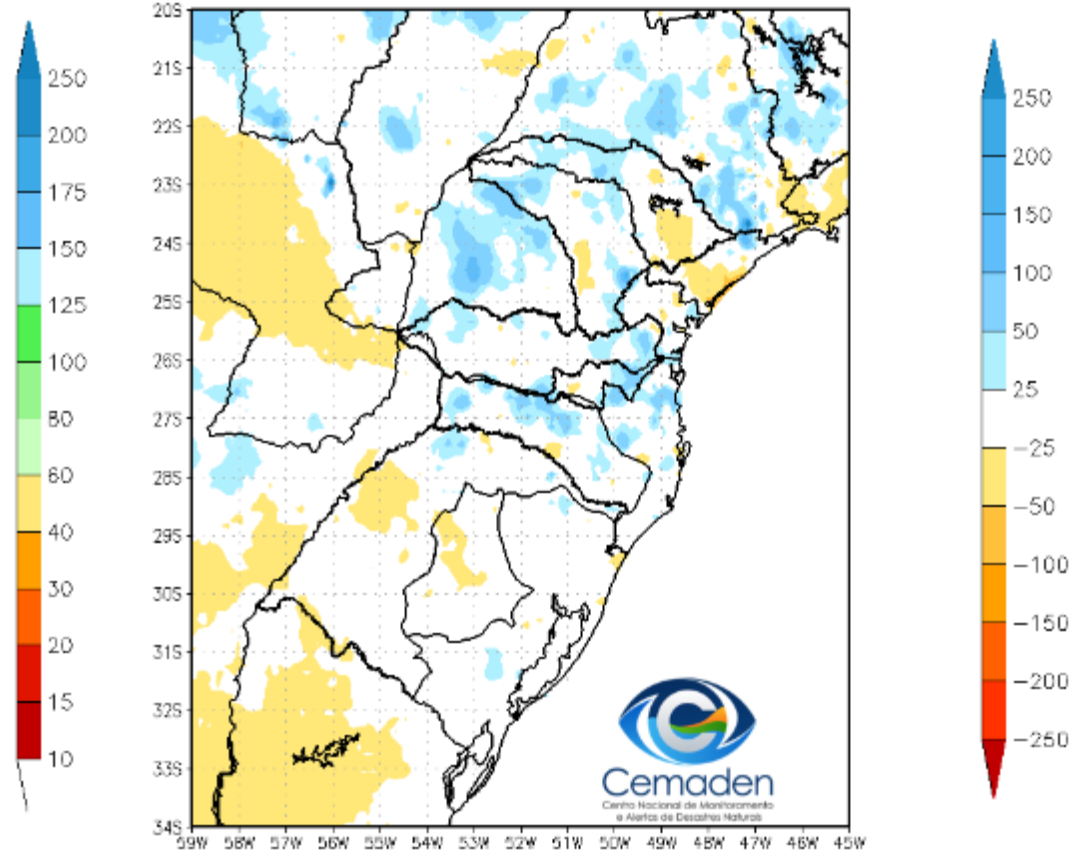 250
200
175
150
125
100
80
60
40
30
20
15
10
20S
21S
22S
23S
24S
25S
26S
27S
28S
29S
30S
31S
32S
33S
34S
59W 58W 57W 56W 55W 54W 53W 52W 51W 50W 49W 48W 47W 46W 45W
Cemaden
Centro Nacional de Monitoramento
e Alertas de Desastres Naturais
250
200
150
100
50
25
−25
−50
−100
−150
−200
−250